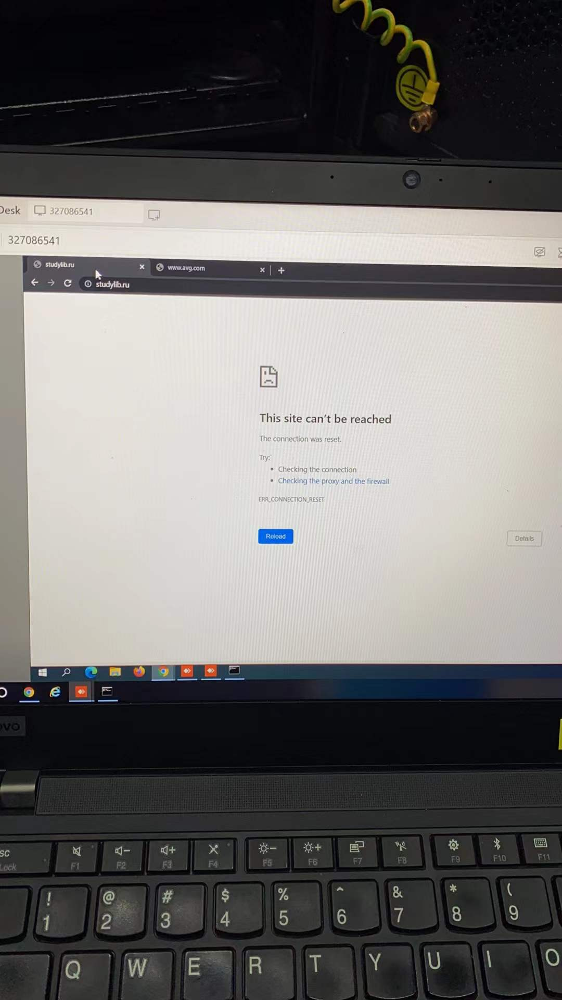 Desk 327086541
327086541
studylib.ru www.avg.com
studylib.ru
This site can't be reached
The connection was reset.
Try:
• Checking the connection
• Checking the proxy and the firewall
ERR_CONNECTION_RESET
Reload Details
F1 F2 F3 F4 F5 F6 F7 F8 F9 F10 F11
Lock
! @ # $ % ^ & * (
1 2 3 4 5 6 7 8 9
Q W E R T Y U I O